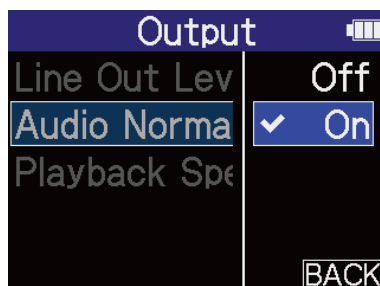 Output
Line Out Lev
Off
Audio Norma
On
Playback Spe
BACK